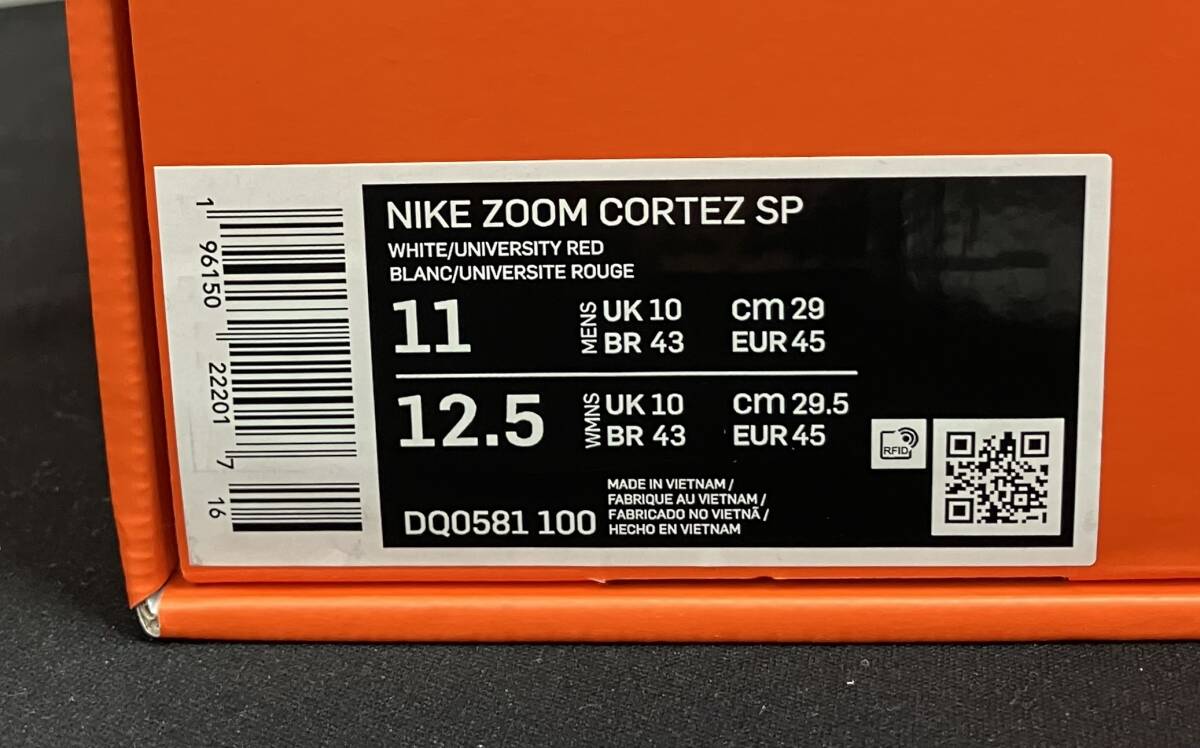 1 96150 22201 7 16
NIKE ZOOM CORTEZ SP
WHITE/UNIVERSITY RED
BLANC/UNIVERSITE ROUGE
11 MENS UK 10 cm 29
BR 43 EUR 45
12.5 WMNS UK 10 cm 29.5
BR 43 EUR 45
RFID
DQ0581 100
MADE IN VIETNAM /
FABRIQUE AU VIETNAM /
FABRICADO NO VIETNÃ /
HECHO EN VIETNAM